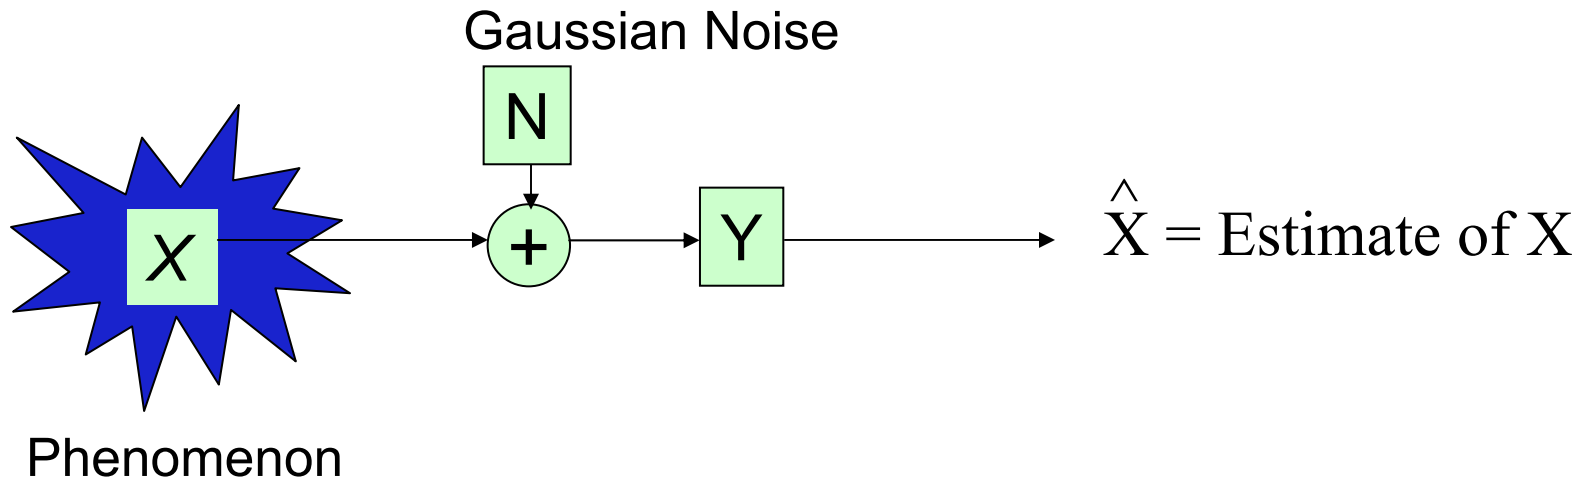 Gaussian Noise
N
X
+
Y
X̂ = Estimate of X
Phenomenon